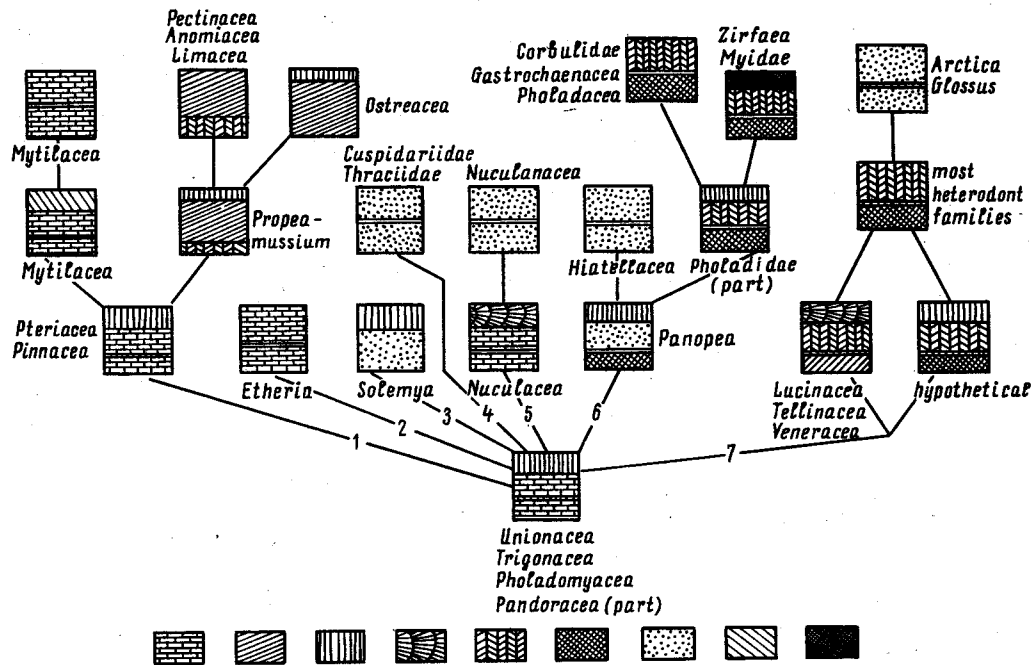 Pectinacea
Anomiacea
Limacea
Ostreacea
Corbulidae
Gastrochaenacea
Pholadacea
Zirfaea
Myidae
Arctica
Glossus
Mytilacea
Cuspidariidae
Thraciidae
Nuculanacea
most
heterodont
families
Propea-
mussium
Mytilacea
Hiatellacea
Pholadidae
(part)
Pteriacea
Pinnacea
Etheria
Solemya
Nuculacea
Panopea
Lucinacea
Tellinacea
Veneracea
hypothetical
1
2
3
4
5
6
7
Unionacea
Trigonacea
Pholadomyacea
Pandoracea (part)